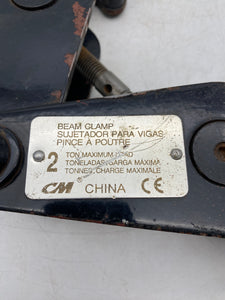 BEAM CLAMP
SUJETADOR PARA VIGAS
PINCE À POUTRE
2 TON MAXIMUM LOAD
TONELADAS/CARGA MAXIMA
TONNE/CHARGE MAXIMALE
CM CHINA CE